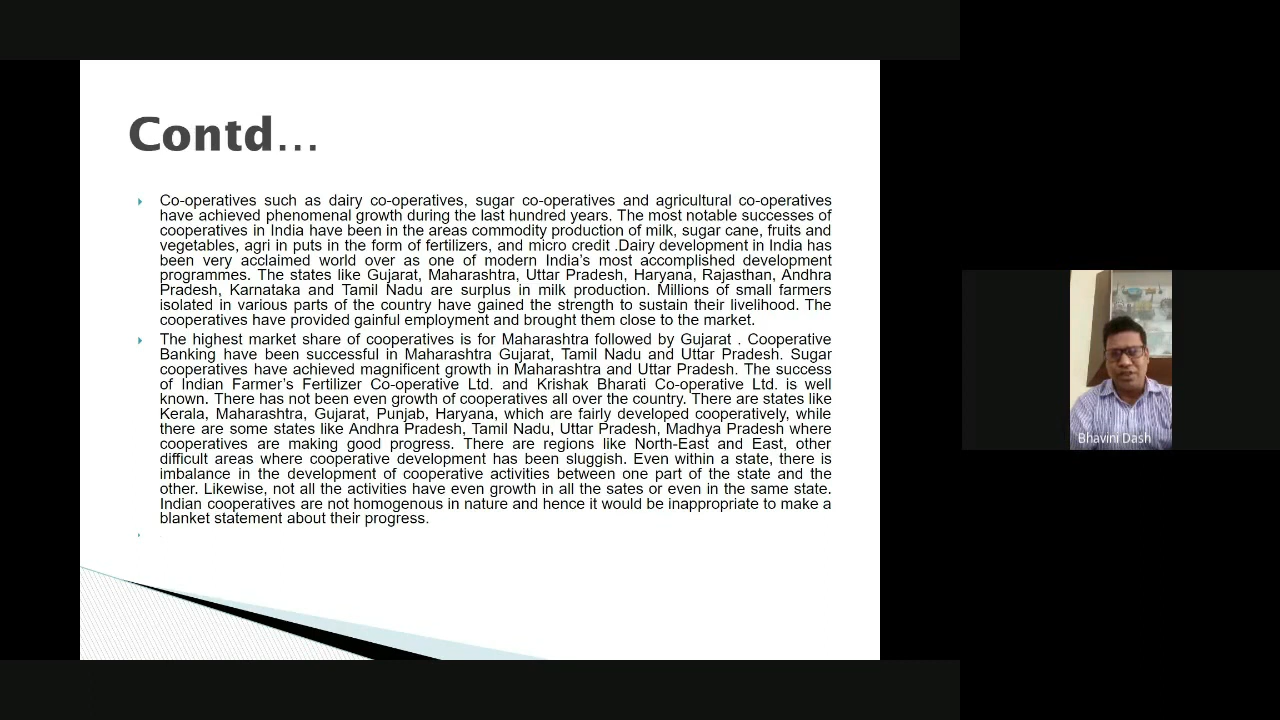 Contd...
Co-operatives such as dairy co-operatives, sugar co-operatives and agricultural co-operatives
have achieved phenomenal growth during the last hundred years. The most notable successes of
cooperatives in India have been in the areas commodity production of milk, sugar cane, fruits and
vegetables, agri in puts in the form of fertilizers, and micro credit .Dairy development in India has
been very acclaimed world over as one of modern India's most accomplished development
programmes. The states like Gujarat, Maharashtra, Uttar Pradesh, Haryana, Rajasthan, Andhra
Pradesh, Karnataka and Tamil Nadu are surplus in milk production. Millions of small farmers
isolated in various parts of the country have gained the strength to sustain their livelihood. The
cooperatives have provided gainful employment and brought them close to the market.
The highest market share of cooperatives is for Maharashtra followed by Gujarat . Cooperative
Banking have been successful in Maharashtra Gujarat, Tamil Nadu and Uttar Pradesh. Sugar
cooperatives have achieved magnificent growth in Maharashtra and Uttar Pradesh. The success
of Indian Farmer's Fertilizer Co-operative Ltd. and Krishak Bharati Co-operative Ltd. is well
known. There has not been even growth of cooperatives all over the country. There are states like
Kerala, Maharashtra, Gujarat, Punjab, Haryana, which are fairly developed cooperatively, while
there are some states like Andhra Pradesh, Tamil Nadu, Uttar Pradesh, Madhya Pradesh where
cooperatives are making good progress. There are regions like North-East and East, other
difficult areas where cooperative development has been sluggish. Even within a state, there is
imbalance in the development of cooperative activities between one part of the state and the
other. Likewise, not all the activities have even growth in all the sates or even in the same state.
Indian cooperatives are not homogenous in nature and hence it would be inappropriate to make a
blanket statement about their progress.
Bhavini Dash